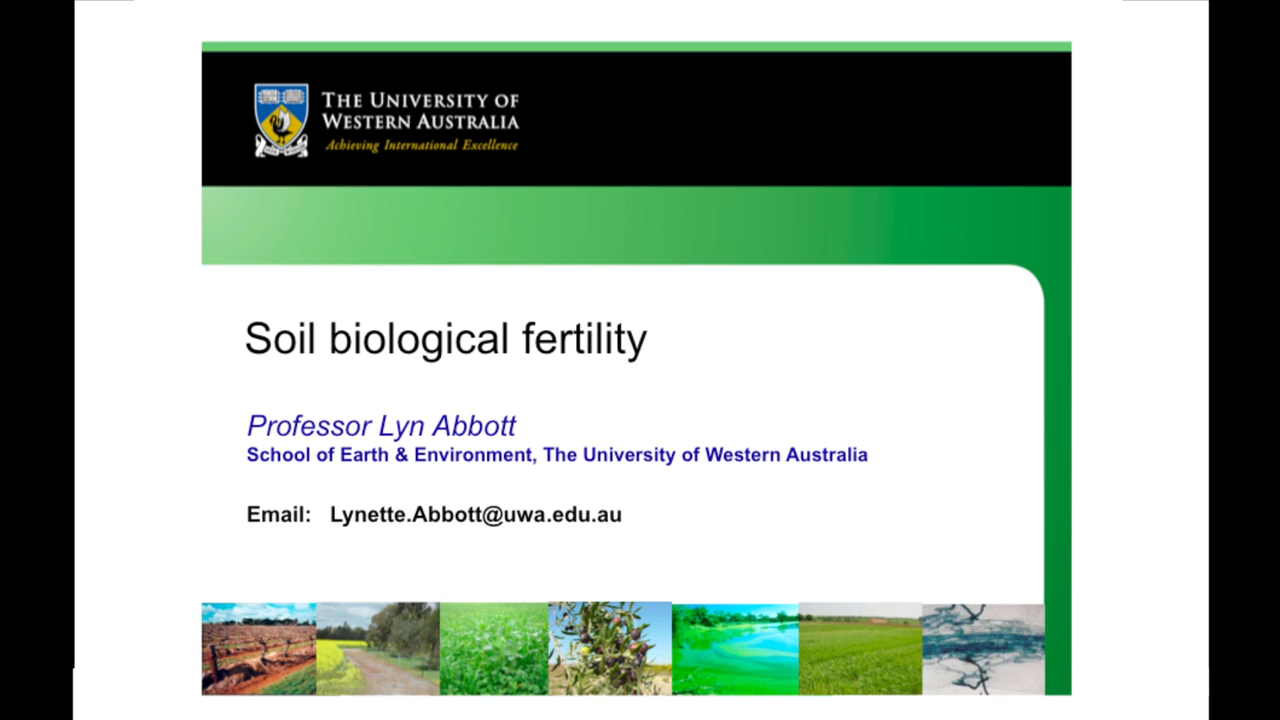 THE UNIVERSITY OF
WESTERN AUSTRALIA
Achieving International Excellence
Soil biological fertility
Professor Lyn Abbott
School of Earth & Environment, The University of Western Australia
Email: Lynette.Abbott@uwa.edu.au